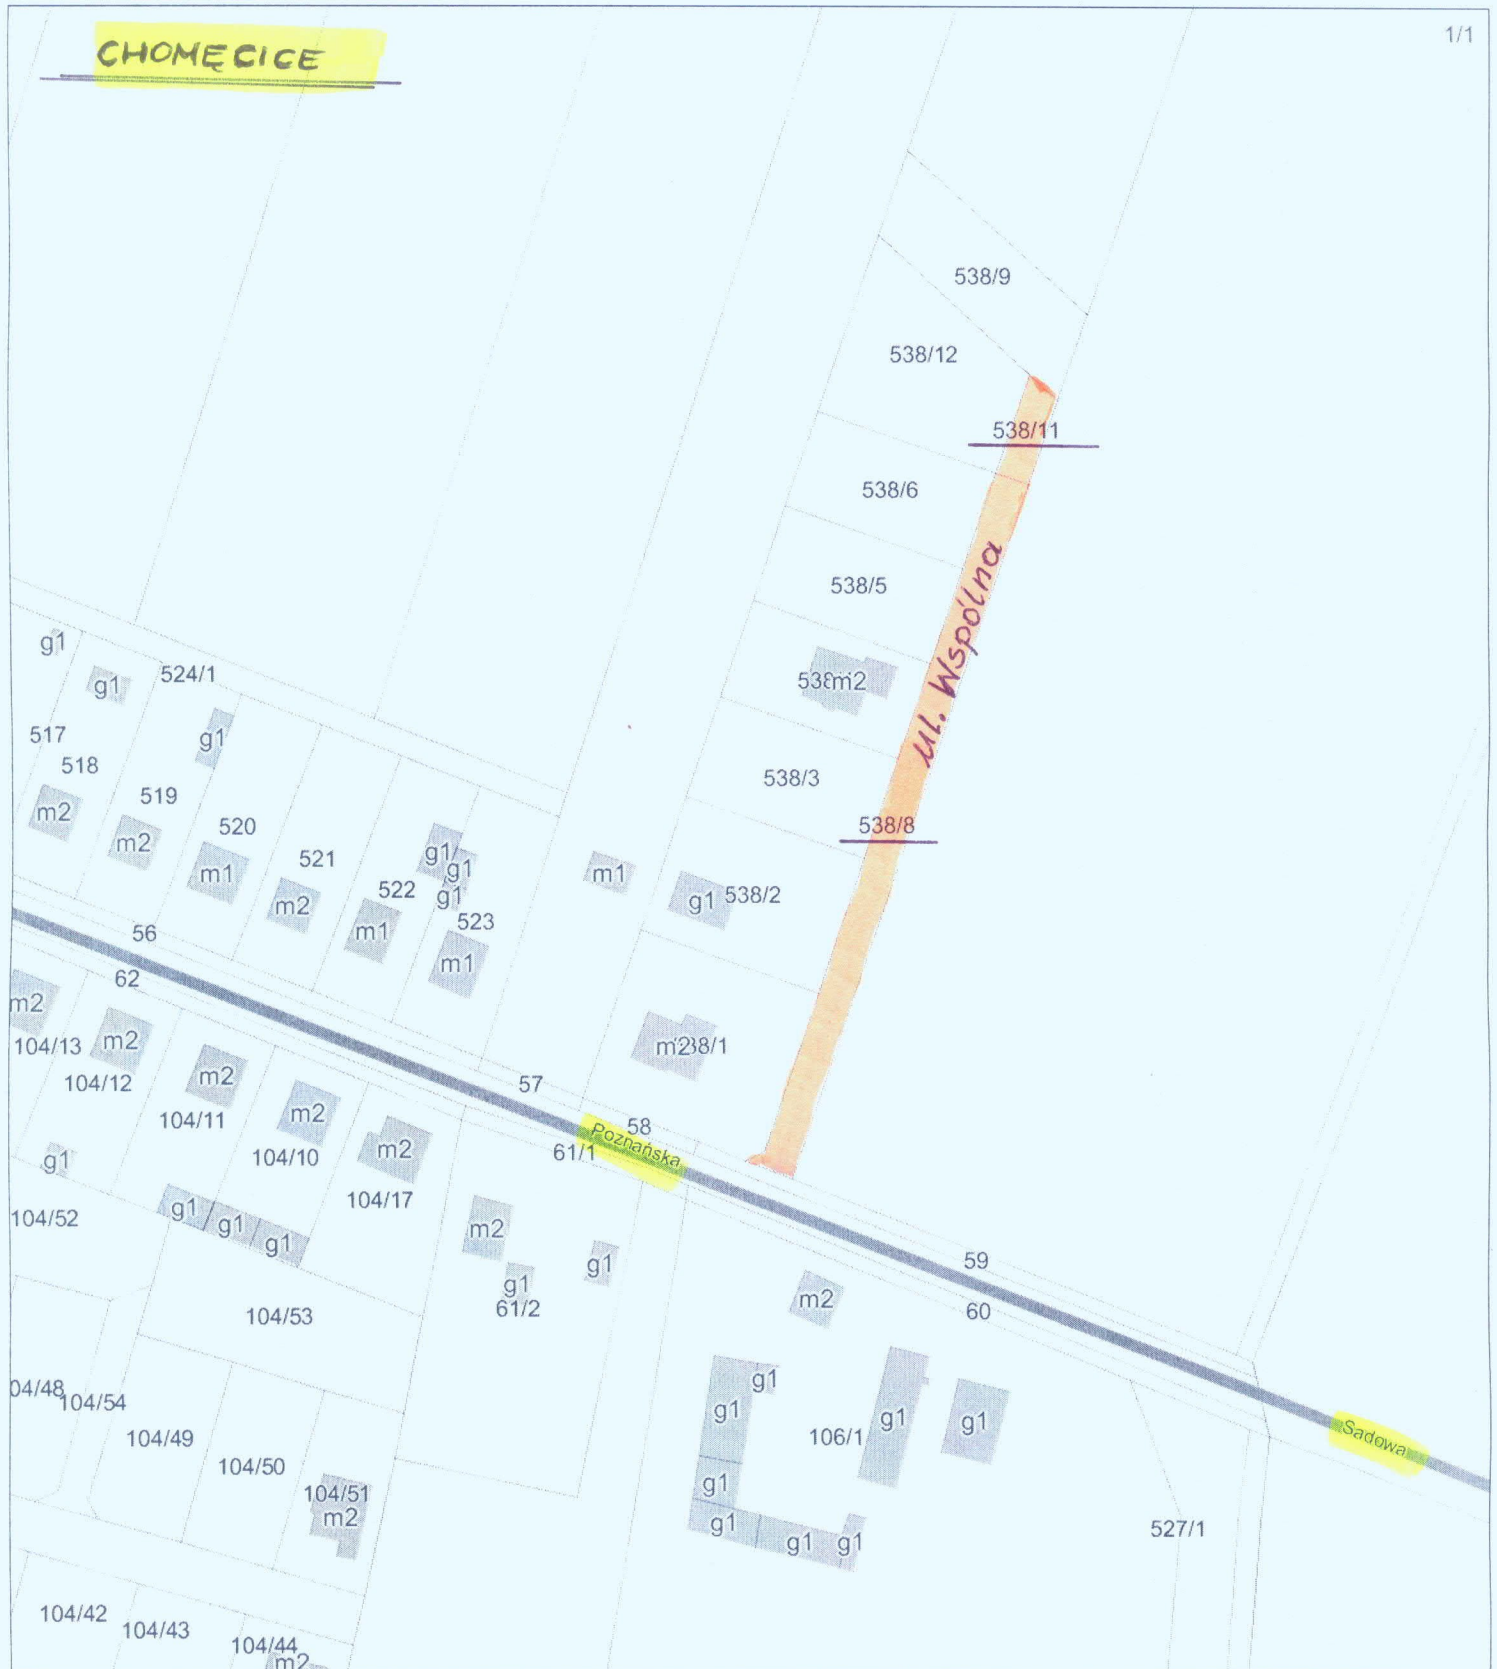 CHOMĘCICE
1/1
538/9
538/12
538/11
538/6
538/5
m2
ul. Wspólna
538/3
538/8
538/2
g1
m1
g1
g1
524/1
g1
517
518
519
520
521
522
523
m2
m2
m1
m2
m1
m1
g1
g1
g1
56
62
57
58
59
60
61/1
Poznańska
Sadowa
m2
m2
104/13
104/12
104/11
104/10
104/17
m2
m2
m2
m2
g1
104/52
g1
g1
g1
m2
g1
g1
61/2
104/53
104/54
104/49
104/50
104/51
m2
m2
g1
g1
g1
g1
g1
g1
g1
g1
106/1
527/1
104/42
104/43
104/44
m2